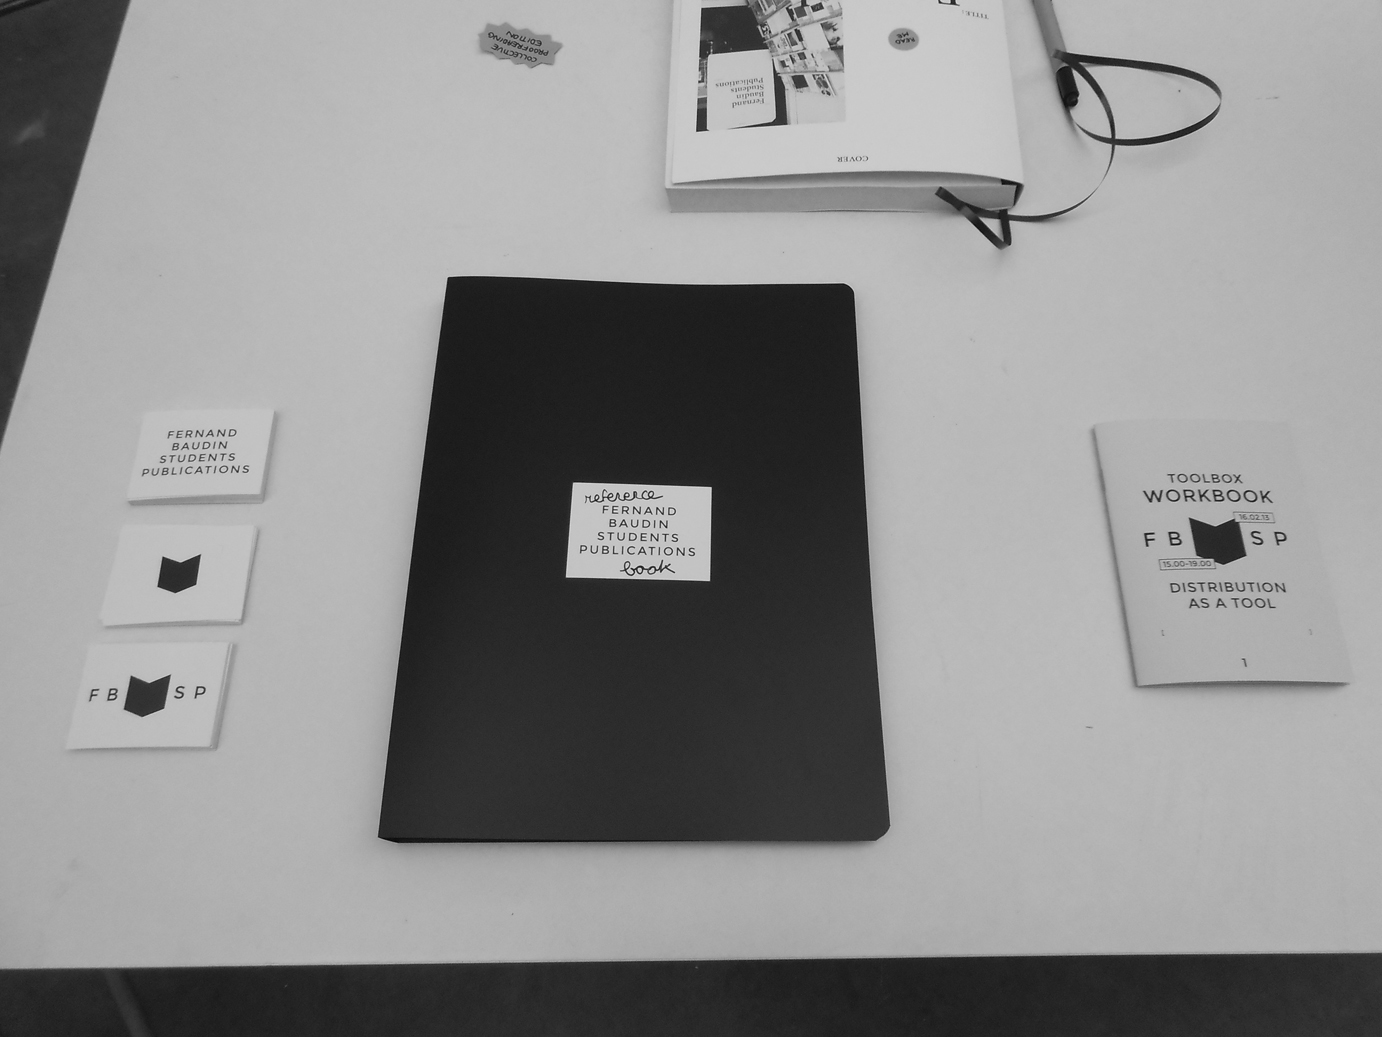 COLLECTIVE
PROOFREADING
EDITION
TITLE:
READ
ME
Fernand
Baudin
Students
Publications
COVER
FERNAND
BAUDIN
STUDENTS
PUBLICATIONS
FB SP
reference
FERNAND
BAUDIN
STUDENTS
PUBLICATIONS
book
TOOLBOX
WORKBOOK
16.02.13
FB SP
15.00-19.00
DISTRIBUTION
AS A TOOL
1